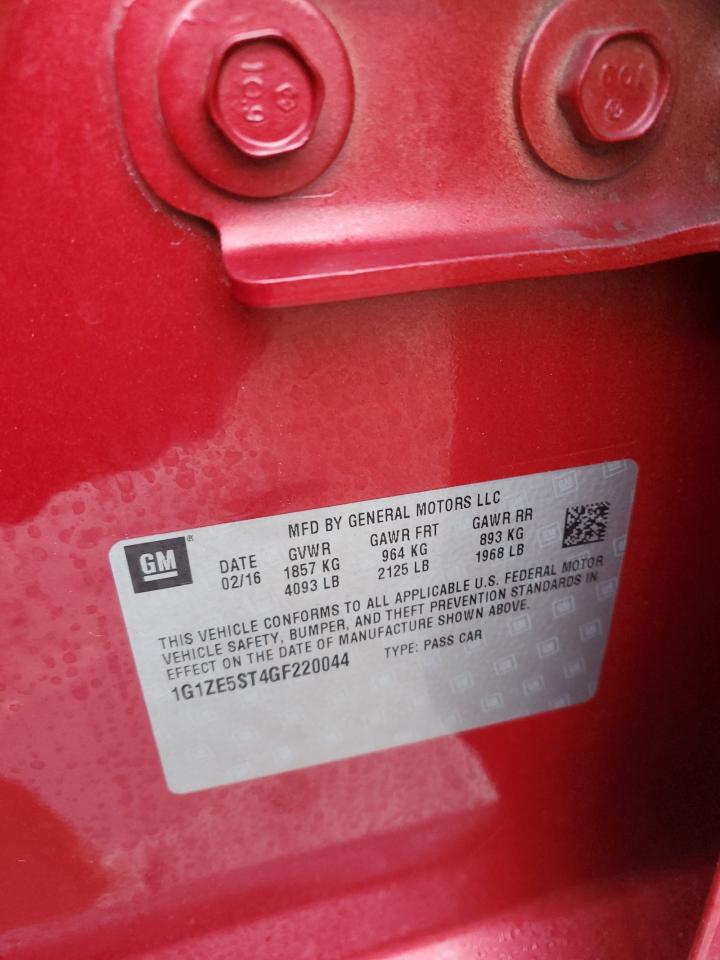 10.9
10.9
GM®
MFD BY GENERAL MOTORS LLC
DATE GVWR GAWR FRT GAWR RR
02/16 1857 KG 964 KG 893 KG
4093 LB 2125 LB 1968 LB
THIS VEHICLE CONFORMS TO ALL APPLICABLE U.S. FEDERAL MOTOR
VEHICLE SAFETY, BUMPER, AND THEFT PREVENTION STANDARDS IN
EFFECT ON THE DATE OF MANUFACTURE SHOWN ABOVE.
1G1ZE5ST4GF220044 TYPE: PASS CAR